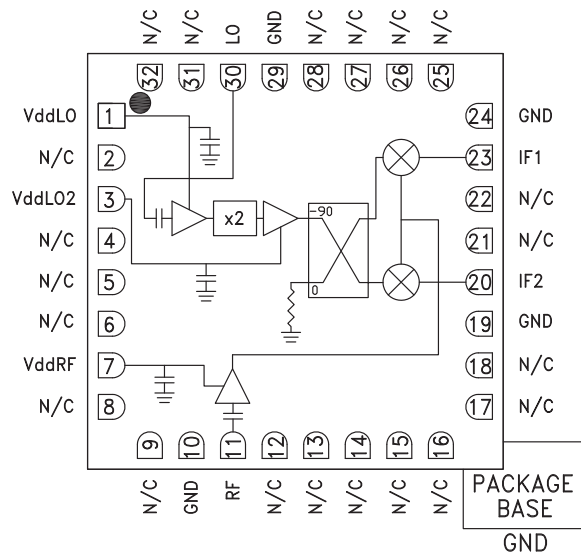 N/C N/C LO GND N/C N/C N/C N/C
32 31 30 29 28 27 26 25
VddLO 1
N/C 2
VddLO2 3
N/C 4
N/C 5
N/C 6
VddRF 7
N/C 8
x2
-90
0
24 GND
23 IF1
22 N/C
21 N/C
20 IF2
19 GND
18 N/C
17 N/C
9 10 11 12 13 14 15 16
N/C GND RF N/C N/C N/C N/C N/C
PACKAGE
BASE
GND